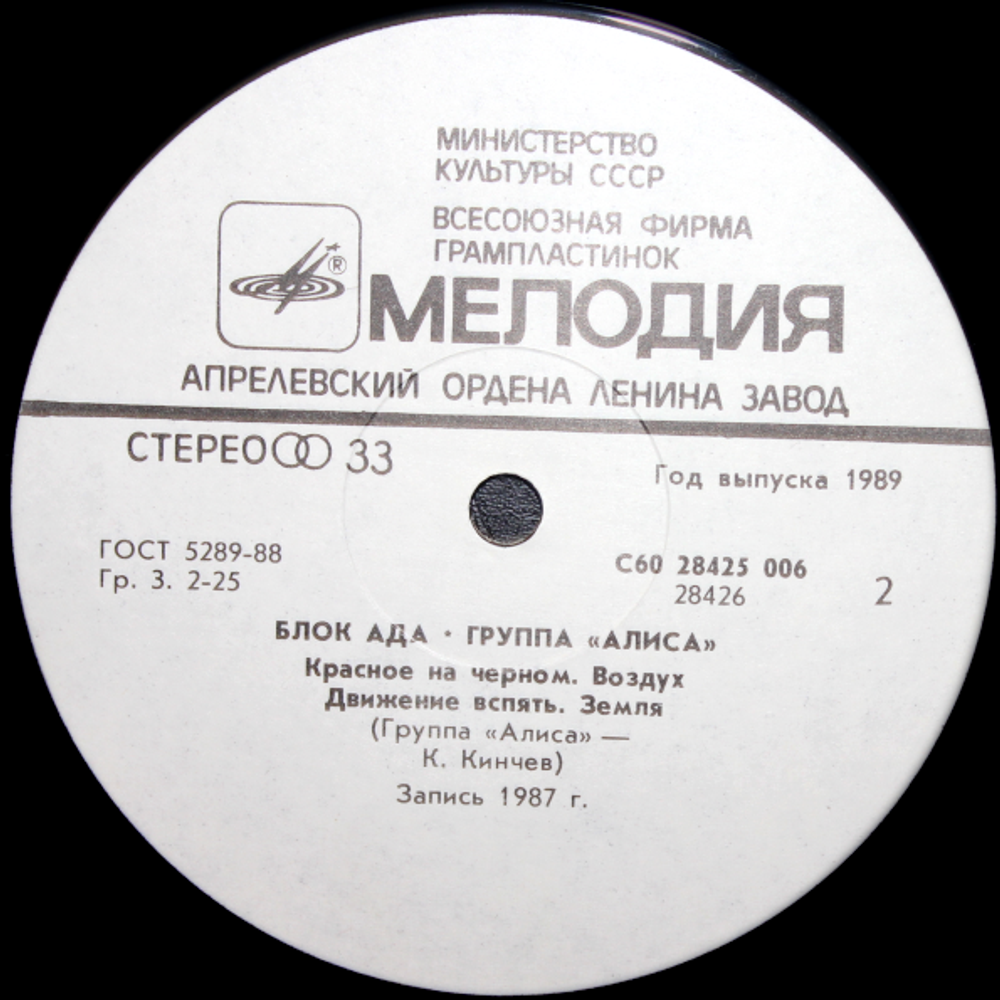 МИНИСТЕРСТВО
КУЛЬТУРЫ СССР
ВСЕСОЮЗНАЯ ФИРМА
ГРАМПЛАСТИНОК
®
МЕЛОДИЯ
АПРЕЛЕВСКИЙ ОРДЕНА ЛЕНИНА ЗАВОД
СТЕРЕО 33
Год выпуска 1989
ГОСТ 5289-88
Гр. 3. 2-25
С60 28425 006
28426
2
БЛОК АДА · ГРУППА «АЛИСА»
Красное на черном. Воздух
Движение вспять. Земля
(Группа «Алиса» —
К. Кинчев)
Запись 1987 г.